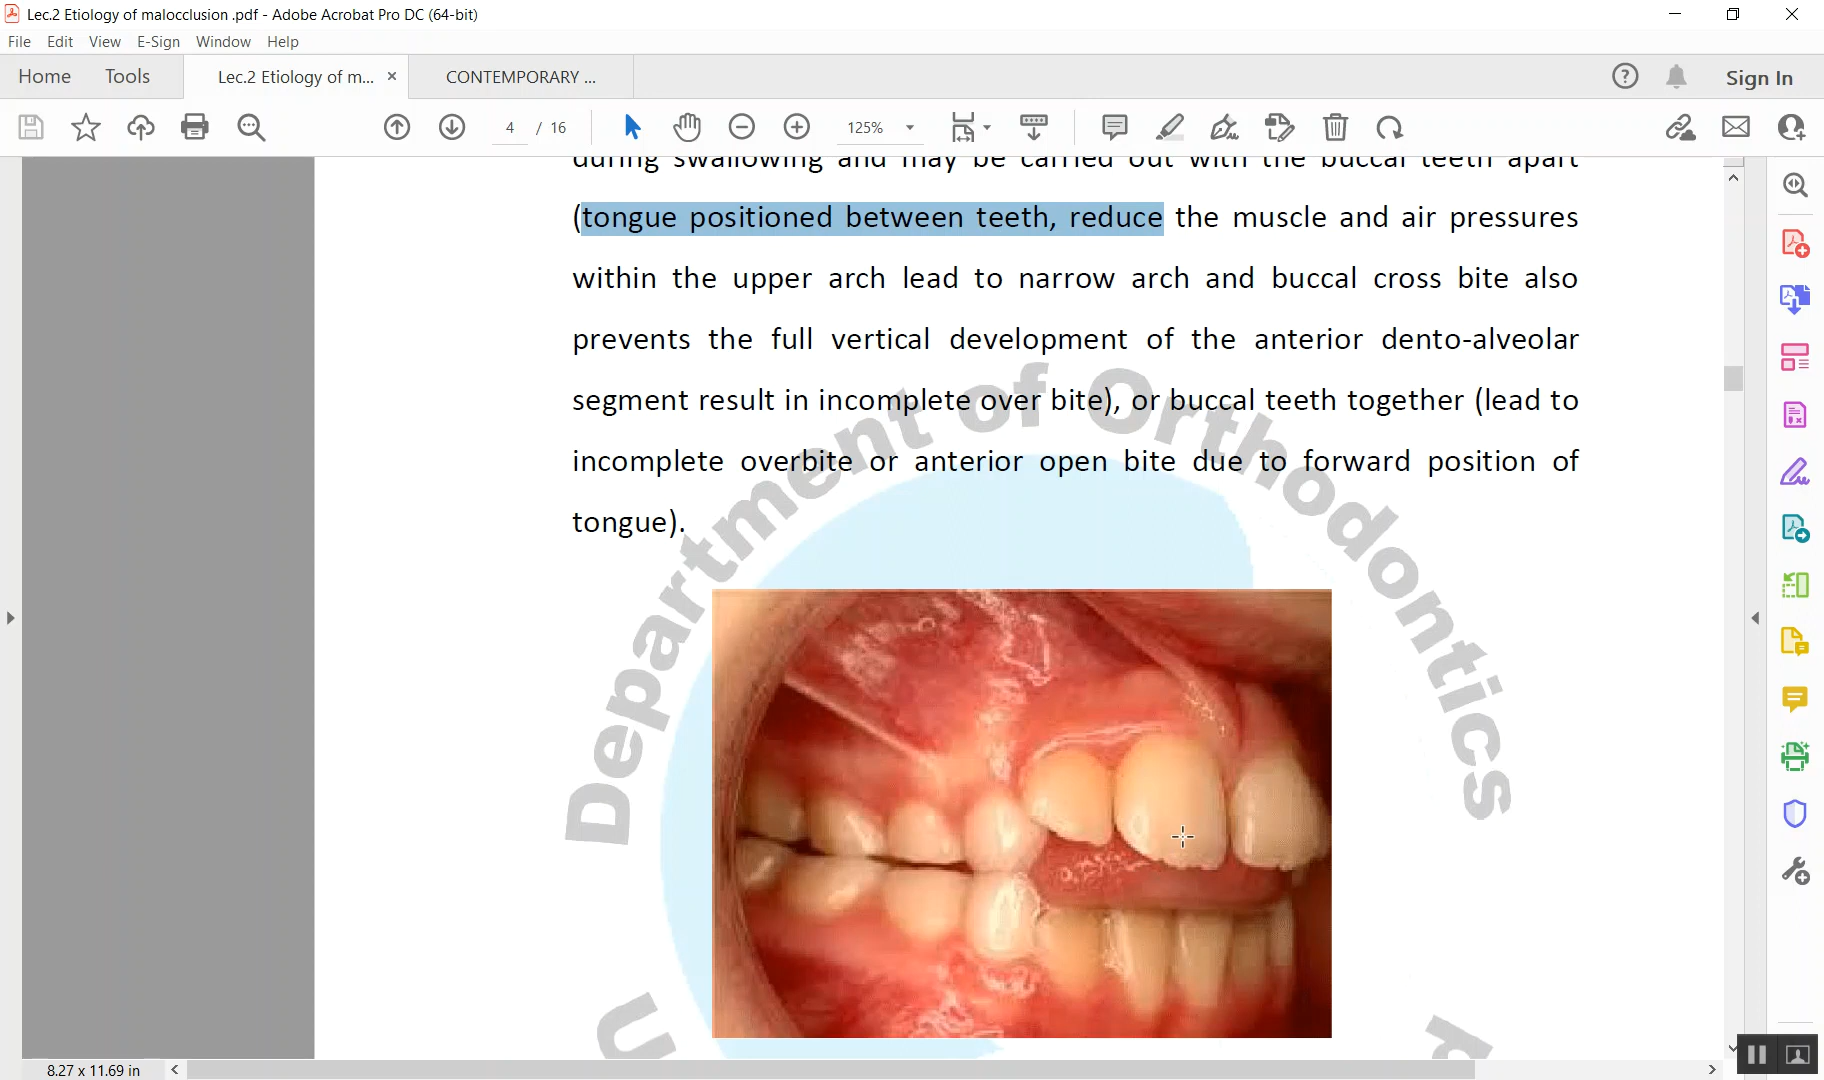 Lec.2 Etiology of malocclusion .pdf - Adobe Acrobat Pro DC (64-bit)
File Edit View E-Sign Window Help
Home Tools Lec.2 Etiology of m... × CONTEMPORARY ... Sign In
4 / 16 125%
during swallowing and may be carried out with the buccal teeth apart
(tongue positioned between teeth, reduce the muscle and air pressures
within the upper arch lead to narrow arch and buccal cross bite also
prevents the full vertical development of the anterior dento-alveolar
segment result in incomplete over bite), or buccal teeth together (lead to
incomplete overbite or anterior open bite due to forward position of
tongue).
Department of Orthodontics
U
8.27 x 11.69 in